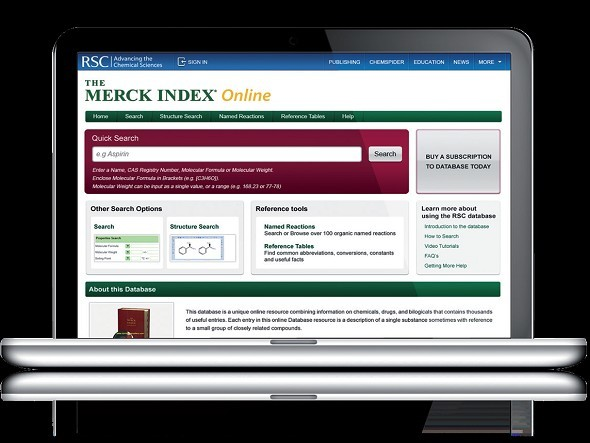 RSC Advancing the Chemical Sciences
SIGN IN
PUBLISHING CHEMSPIDER EDUCATION NEWS MORE
THE
MERCK INDEX® Online
Home Search Structure Search Named Reactions Reference Tables Help
Quick Search
e.g Aspirin
Search
Enter a Name, CAS Registry Number, Molecular Formula or Molecular Weight.
Enclose Molecular Formula in Brackets (e.g. {C3H6O}).
Molecular Weight can be input as a single value, or a range (e.g. 168.23 or 77-78)
BUY A SUBSCRIPTION
TO DATABASE TODAY
Other Search Options
Search
Structure Search
Properties Search
Reference tools
Named Reactions
Search or Browse over 100 organic named reactions
Reference Tables
Find common abbreviations, conversions, constants
and useful facts
Learn more about
using the RSC database
Introduction to the database
How to Search
Video Tutorials
FAQ's
Getting More Help
About this Database
This database is a unique online resource combining information on chemicals, drugs, and bilogicals that contains thousands
of useful entries. Each entry in this online Database resource is a description of a single substance sometimes with reference
to a small group of closely related compounds.